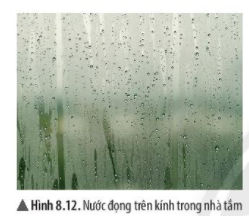 ▲ Hình 8.12. Nước đọng trên kính trong nhà tắm